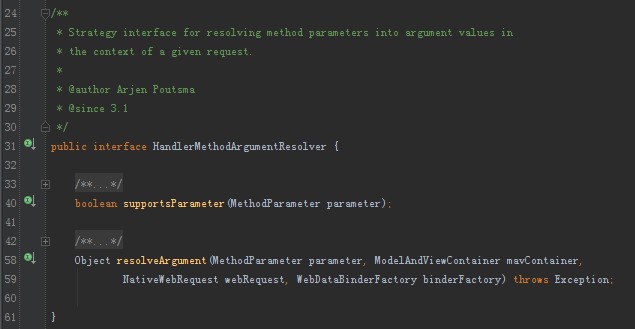 24 /**
25 * Strategy interface for resolving method parameters into argument values in
26 * the context of a given request.
27 *
28 * @author Arjen Poutsma
29 * @since 3.1
30 */
31 public interface HandlerMethodArgumentResolver {
32
33 /**...*/
40 boolean supportsParameter(MethodParameter parameter);
41
42 /**...*/
58 Object resolveArgument(MethodParameter parameter, ModelAndViewContainer mavContainer,
59 NativeWebRequest webRequest, WebDataBinderFactory binderFactory) throws Exception;
60
61 }